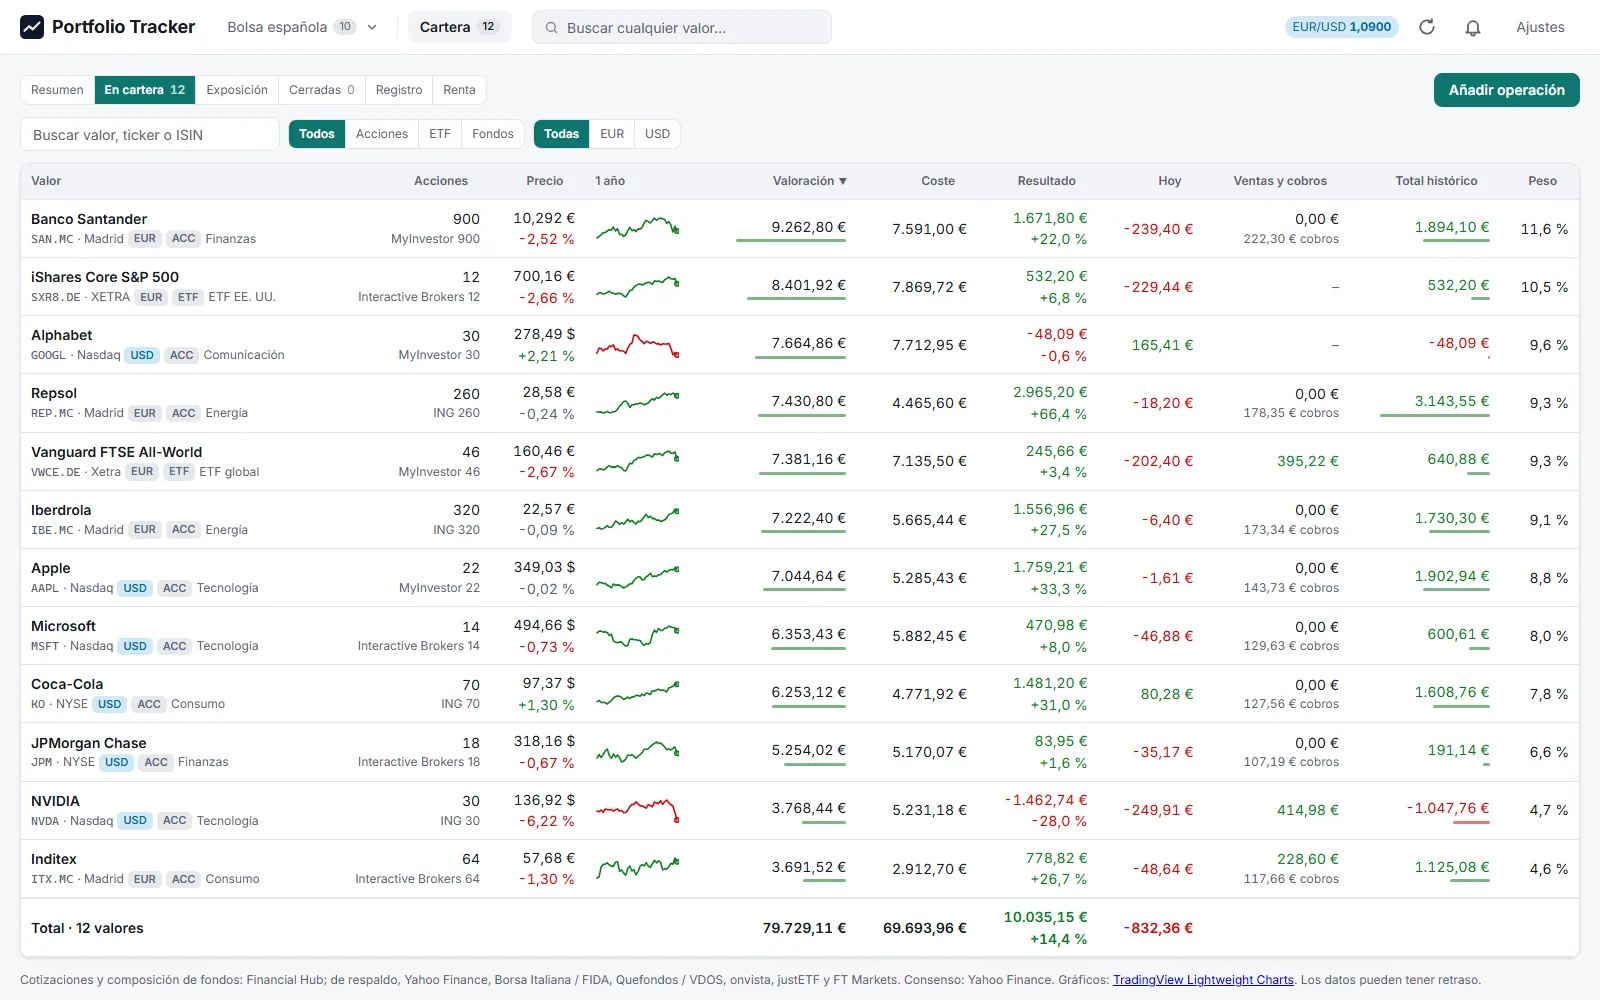 Portfolio Tracker Bolsa española 10 Cartera 12 Buscar cualquier valor... EUR/USD 1,0900 Ajustes
Resumen En cartera 12 Exposición Cerradas 0 Registro Renta Añadir operación
Buscar valor, ticker o ISIN Todos Acciones ETF Fondos Todas EUR USD
Valor Acciones Precio 1 año Valoración ▼ Coste Resultado Hoy Ventas y cobros Total histórico Peso
Banco Santander 900 10,292 € 9.262,80 € 7.591,00 € 1.671,80 € -239,40 € 0,00 € 1.894,10 € 11,6 %
SAN.MC · Madrid EUR ACC Finanzas MyInvestor 900 -2,52 % +22,0 % 222,30 € cobros
iShares Core S&P 500 12 700,16 € 8.401,92 € 7.869,72 € 532,20 € -229,44 € – 532,20 € 10,5 %
SXR8.DE · XETRA EUR ETF ETF EE. UU. Interactive Brokers 12 -2,66 % +6,8 %
Alphabet 30 278,49 $ 7.664,86 € 7.712,95 € -48,09 € 165,41 € – -48,09 € 9,6 %
GOOGL · Nasdaq USD ACC Comunicación MyInvestor 30 +2,21 % -0,6 %
Repsol 260 28,58 € 7.430,80 € 4.465,60 € 2.965,20 € -18,20 € 0,00 € 3.143,55 € 9,3 %
REP.MC · Madrid EUR ACC Energía ING 260 -0,24 % +66,4 % 178,35 € cobros
Vanguard FTSE All-World 46 160,46 € 7.381,16 € 7.135,50 € 245,66 € -202,40 € 395,22 € 640,88 € 9,3 %
VWCE.DE · Xetra EUR ETF ETF global MyInvestor 46 -2,67 % +3,4 %
Iberdrola 320 22,57 € 7.222,40 € 5.665,44 € 1.556,96 € -6,40 € 0,00 € 1.730,30 € 9,1 %
IBE.MC · Madrid EUR ACC Energía ING 320 -0,09 % +27,5 % 173,34 € cobros
Apple 22 349,03 $ 7.044,64 € 5.285,43 € 1.759,21 € -1,61 € 0,00 € 1.902,94 € 8,8 %
AAPL · Nasdaq USD ACC Tecnología MyInvestor 22 -0,02 % +33,3 % 143,73 € cobros
Microsoft 14 494,66 $ 6.353,43 € 5.882,45 € 470,98 € -46,88 € 0,00 € 600,61 € 8,0 %
MSFT · Nasdaq USD ACC Tecnología Interactive Brokers 14 -0,73 % +8,0 % 129,63 € cobros
Coca-Cola 70 97,37 $ 6.253,12 € 4.771,92 € 1.481,20 € 80,28 € 0,00 € 1.608,76 € 7,8 %
KO · NYSE USD ACC Consumo ING 70 +1,30 % +31,0 % 127,56 € cobros
JPMorgan Chase 18 318,16 $ 5.254,02 € 5.170,07 € 83,95 € -35,17 € 0,00 € 191,14 € 6,6 %
JPM · NYSE USD ACC Finanzas Interactive Brokers 18 -0,67 % +1,6 % 107,19 € cobros
NVIDIA 30 136,92 $ 3.768,44 € 5.231,18 € -1.462,74 € -249,91 € 414,98 € -1.047,76 € 4,7 %
NVDA · Nasdaq USD ACC Tecnología ING 30 -6,22 % -28,0 %
Inditex 64 57,68 € 3.691,52 € 2.912,70 € 778,82 € -48,64 € 228,60 € 1.125,08 € 4,6 %
ITX.MC · Madrid EUR ACC Consumo Interactive Brokers 64 -1,30 % +26,7 % 117,66 € cobros
Total · 12 valores 79.729,11 € 69.693,96 € 10.035,15 € -832,36 €
+14,4 %
Cotizaciones y composición de fondos: Financial Hub; de respaldo, Yahoo Finance, Borsa Italiana / FIDA, Quefondos / VDOS, onvista, justETF y FT Markets. Consenso: Yahoo Finance. Gráficos: TradingView Lightweight Charts. Los datos pueden tener retraso.